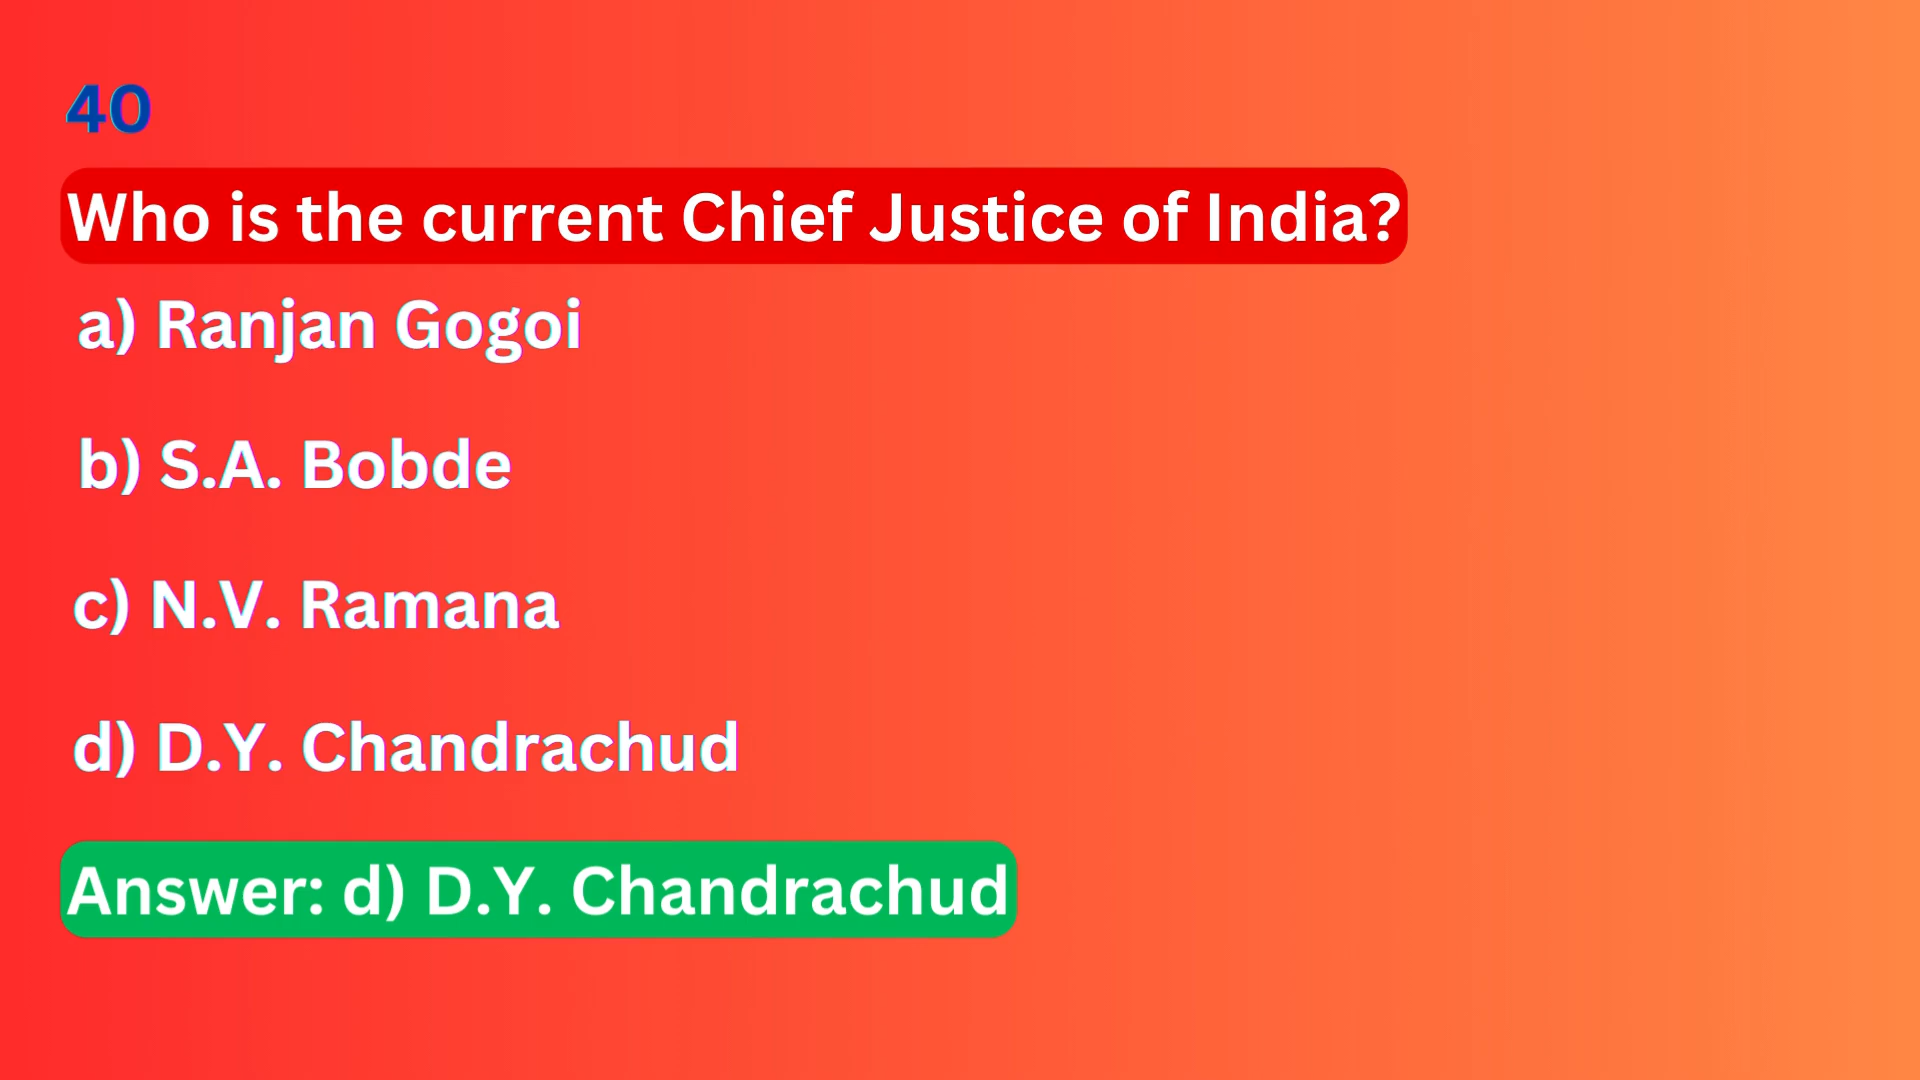 40
Who is the current Chief Justice of India?
a) Ranjan Gogoi
b) S.A. Bobde
c) N.V. Ramana
d) D.Y. Chandrachud
Answer: d) D.Y. Chandrachud